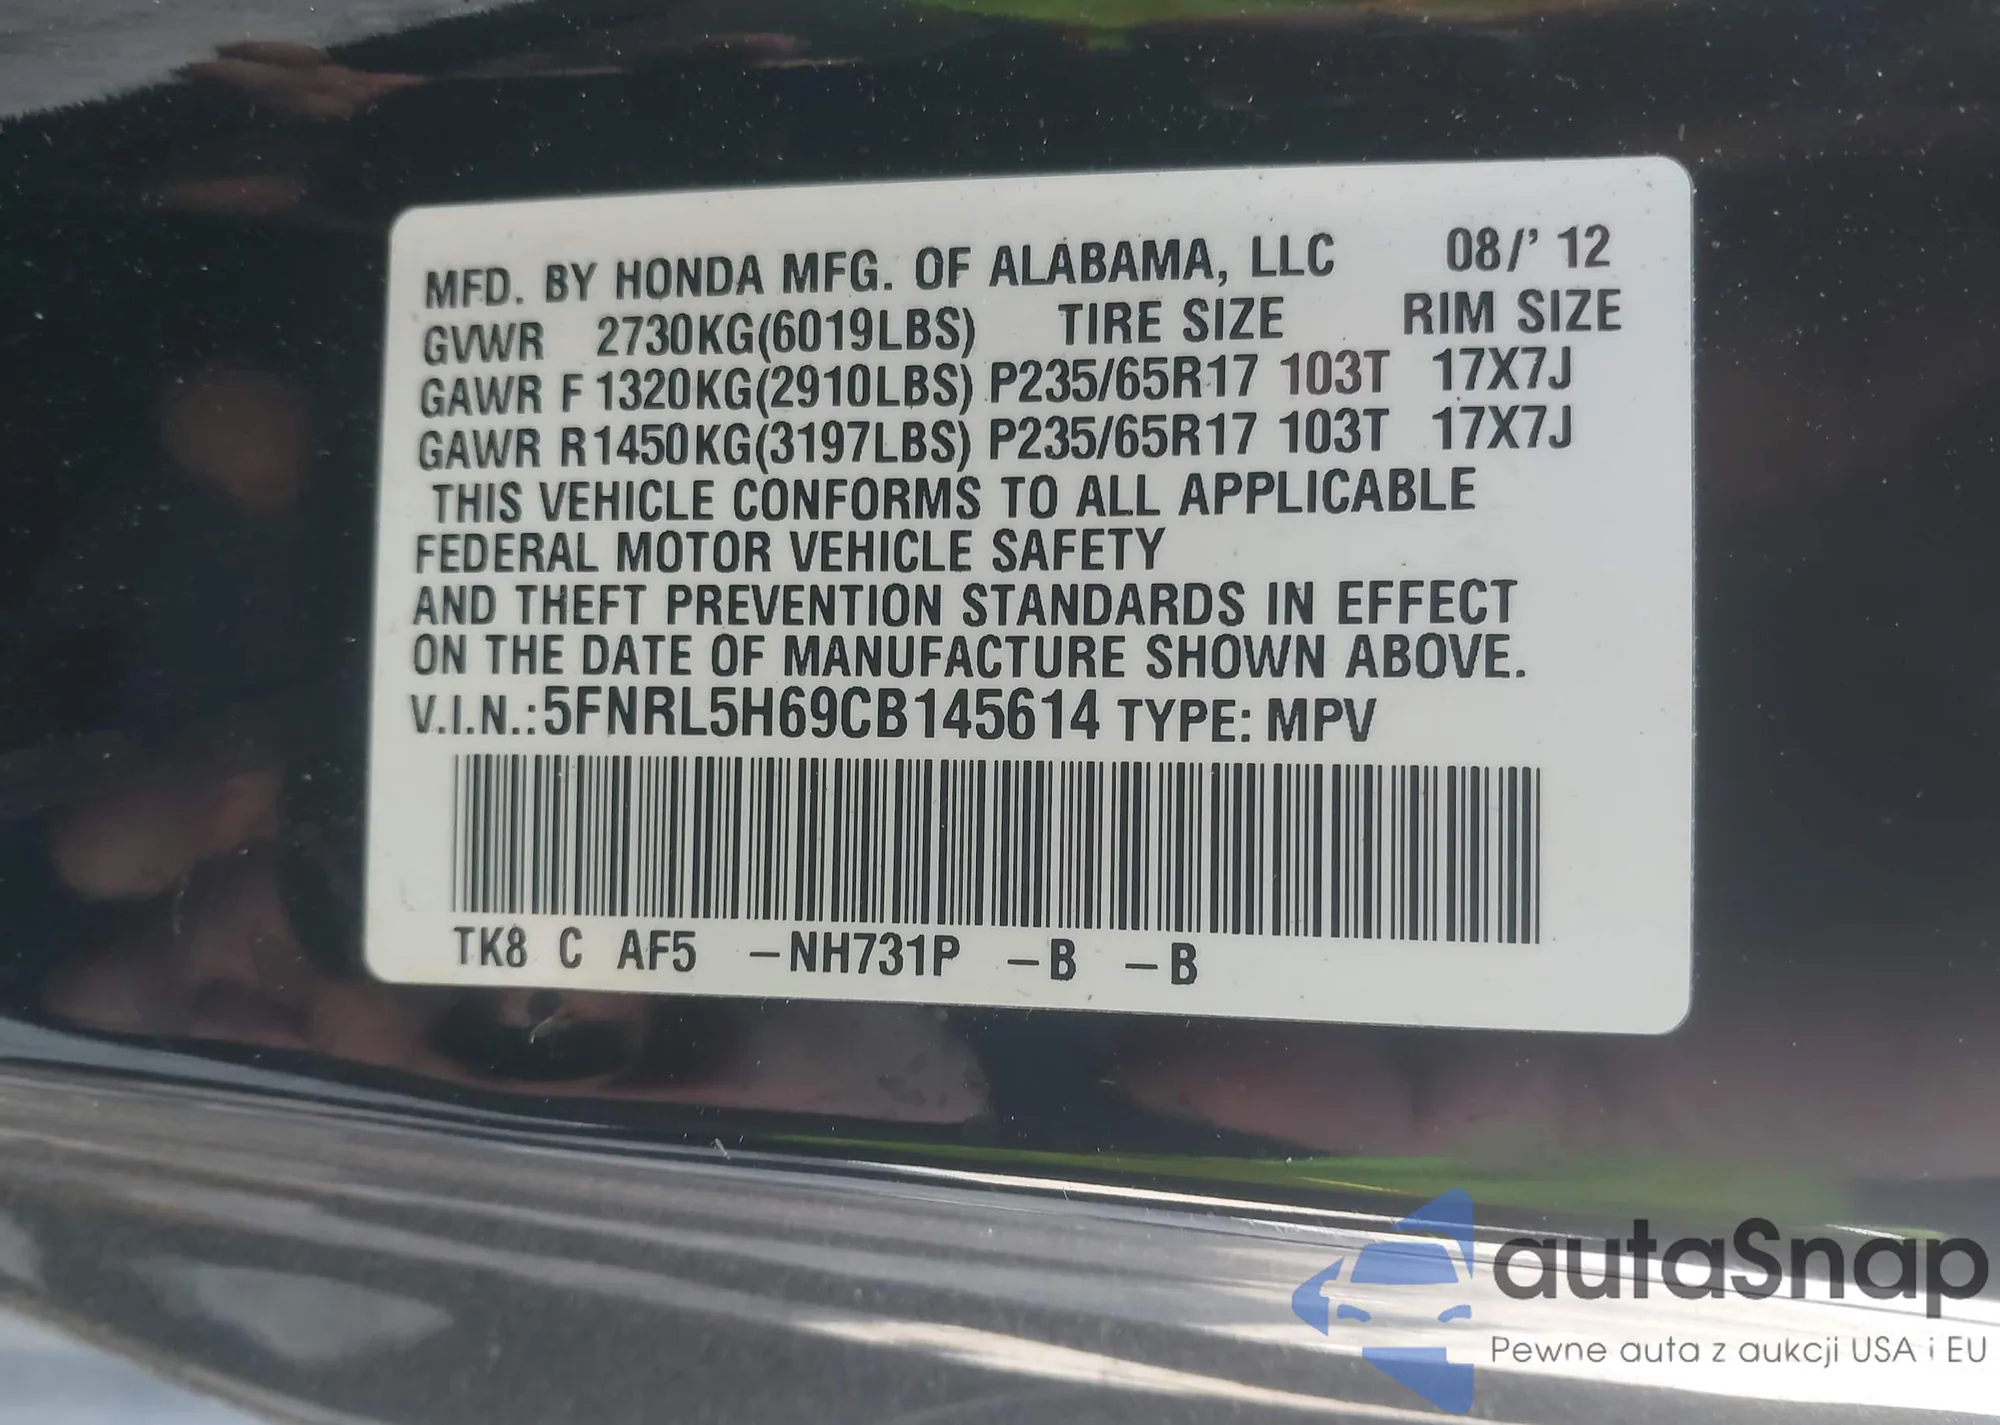 MFD. BY HONDA MFG. OF ALABAMA, LLC 08/' 12
GVWR 2730KG(6019LBS) TIRE SIZE RIM SIZE
GAWR F 1320KG(2910LBS) P235/65R17 103T 17X7J
GAWR R1450KG(3197LBS) P235/65R17 103T 17X7J
THIS VEHICLE CONFORMS TO ALL APPLICABLE
FEDERAL MOTOR VEHICLE SAFETY
AND THEFT PREVENTION STANDARDS IN EFFECT
ON THE DATE OF MANUFACTURE SHOWN ABOVE.
V.I.N.:5FNRL5H69CB145614 TYPE: MPV
TK8 C AF5 –NH731P –B –B
autaSnap
Pewne auta z aukcji USA i EU